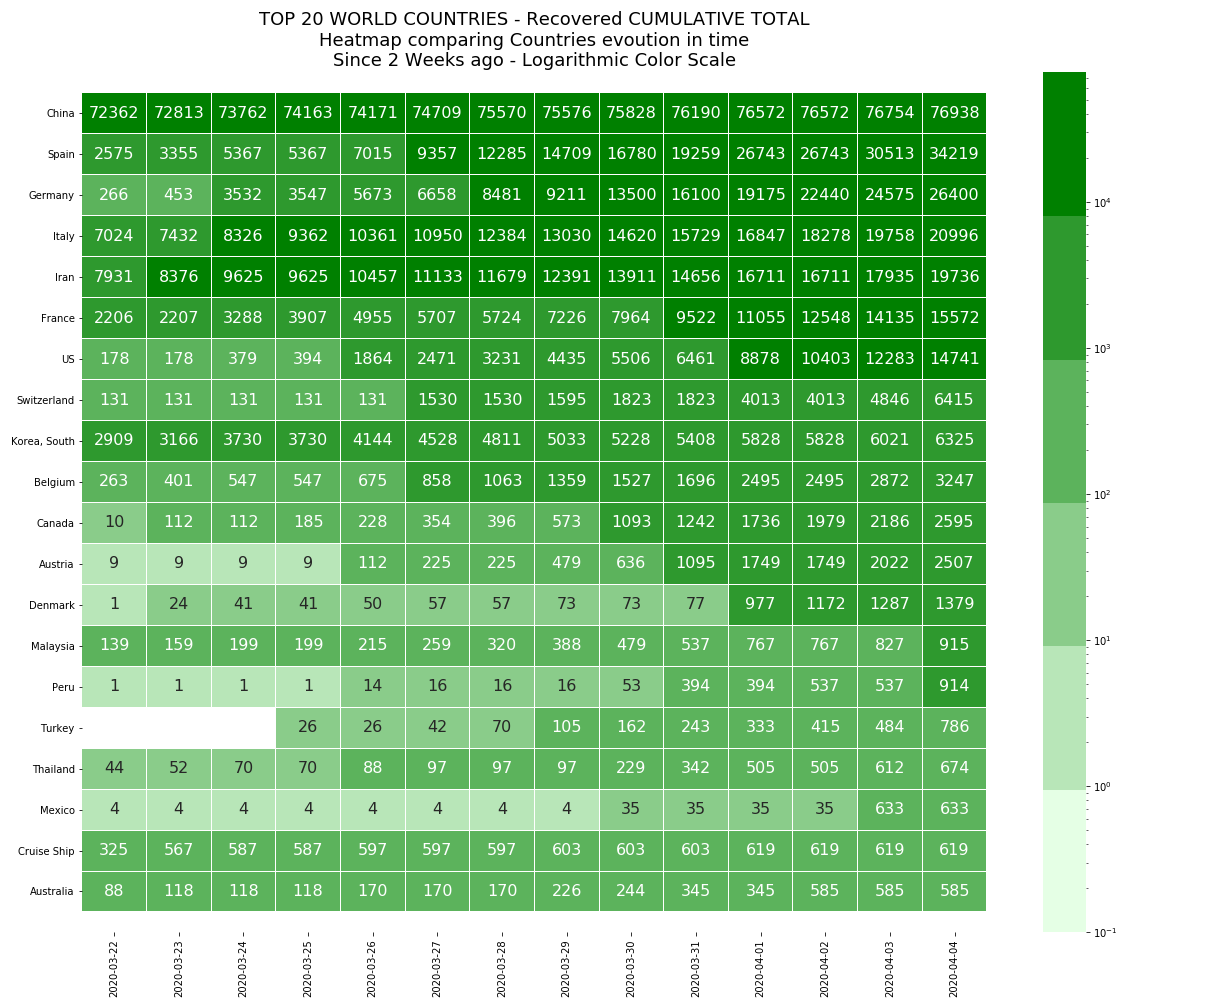 TOP 20 WORLD COUNTRIES - Recovered CUMULATIVE TOTAL
Heatmap comparing Countries evoution in time
Since 2 Weeks ago - Logarithmic Color Scale
China 72362 72813 73762 74163 74171 74709 75570 75576 75828 76190 76572 76572 76754 76938
Spain 2575 3355 5367 5367 7015 9357 12285 14709 16780 19259 26743 26743 30513 34219
Germany 266 453 3532 3547 5673 6658 8481 9211 13500 16100 19175 22440 24575 26400
Italy 7024 7432 8326 9362 10361 10950 12384 13030 14620 15729 16847 18278 19758 20996
Iran 7931 8376 9625 9625 10457 11133 11679 12391 13911 14656 16711 16711 17935 19736
France 2206 2207 3288 3907 4955 5707 5724 7226 7964 9522 11055 12548 14135 15572
US 178 178 379 394 1864 2471 3231 4435 5506 6461 8878 10403 12283 14741
Switzerland 131 131 131 131 131 1530 1530 1595 1823 1823 4013 4013 4846 6415
Korea, South 2909 3166 3730 3730 4144 4528 4811 5033 5228 5408 5828 5828 6021 6325
Belgium 263 401 547 547 675 858 1063 1359 1527 1696 2495 2495 2872 3247
Canada 10 112 112 185 228 354 396 573 1093 1242 1736 1979 2186 2595
Austria 9 9 9 9 112 225 225 479 636 1095 1749 1749 2022 2507
Denmark 1 24 41 41 50 57 57 73 73 77 977 1172 1287 1379
Malaysia 139 159 199 199 215 259 320 388 479 537 767 767 827 915
Peru 1 1 1 1 14 16 16 16 53 394 394 537 537 914
Turkey 26 26 42 70 105 162 243 333 415 484 786
Thailand 44 52 70 70 88 97 97 97 229 342 505 505 612 674
Mexico 4 4 4 4 4 4 4 4 35 35 35 35 633 633
Cruise Ship 325 567 587 587 597 597 597 603 603 603 619 619 619 619
Australia 88 118 118 118 170 170 170 226 244 345 345 585 585 585
2020-03-22 2020-03-23 2020-03-24 2020-03-25 2020-03-26 2020-03-27 2020-03-28 2020-03-29 2020-03-30 2020-03-31 2020-04-01 2020-04-02 2020-04-03 2020-04-04
10⁴
10³
10²
10¹
10⁰
10⁻¹